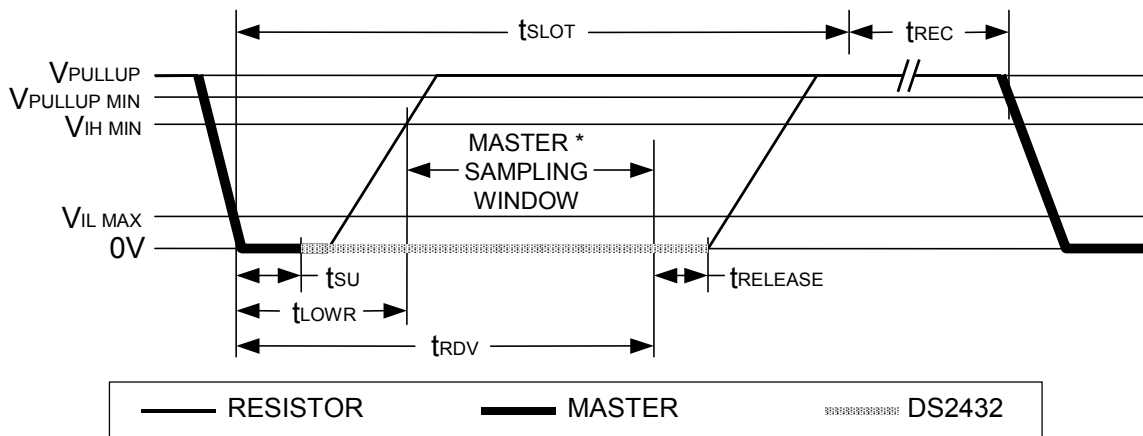 tSLOT
tREC
VPULLUP
VPULLUP MIN
VIH MIN
MASTER *
SAMPLING
WINDOW
VIL MAX
0V
tSU
tRELEASE
tLOWR
tRDV
RESISTOR MASTER DS2432